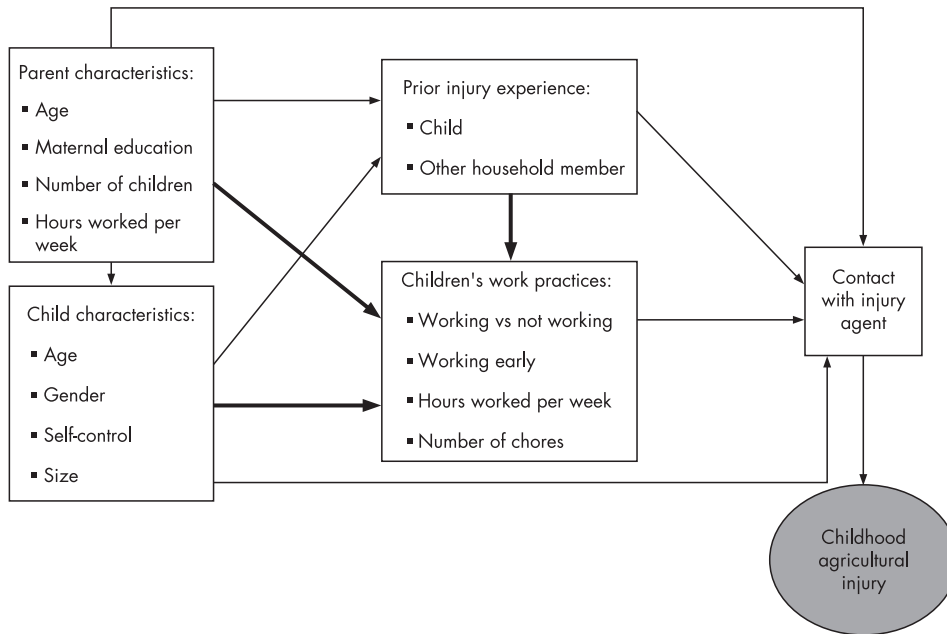 Parent characteristics:
▪ Age
▪ Maternal education
▪ Number of children
▪ Hours worked per
week
Child characteristics:
▪ Age
▪ Gender
▪ Self-control
▪ Size
Prior injury experience:
▪ Child
▪ Other household member
Children's work practices:
▪ Working vs not working
▪ Working early
▪ Hours worked per week
▪ Number of chores
Contact
with injury
agent
Childhood
agricultural
injury